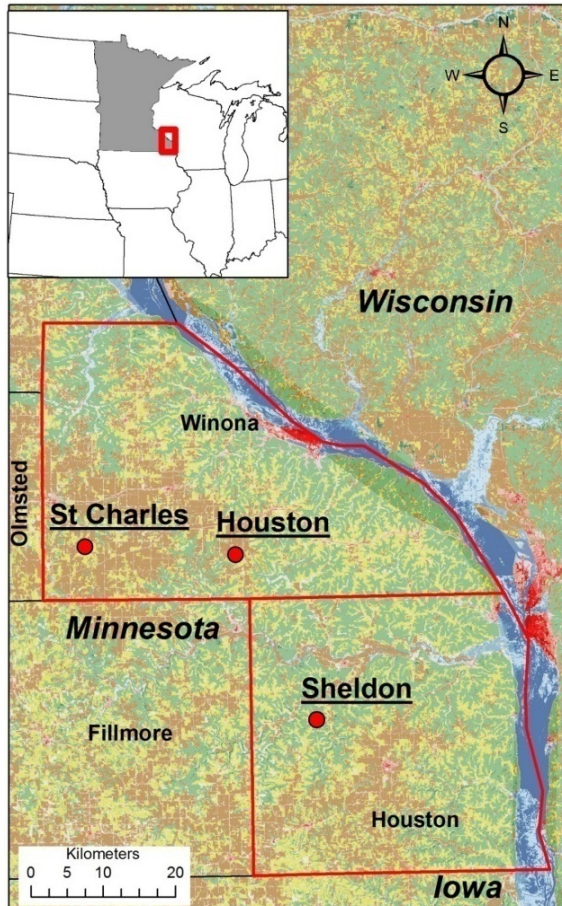 N
W E
S
Wisconsin
Winona
Olmsted
St Charles
Houston
Minnesota
Sheldon
Fillmore
Houston
Kilometers
0 5 10 20
Iowa